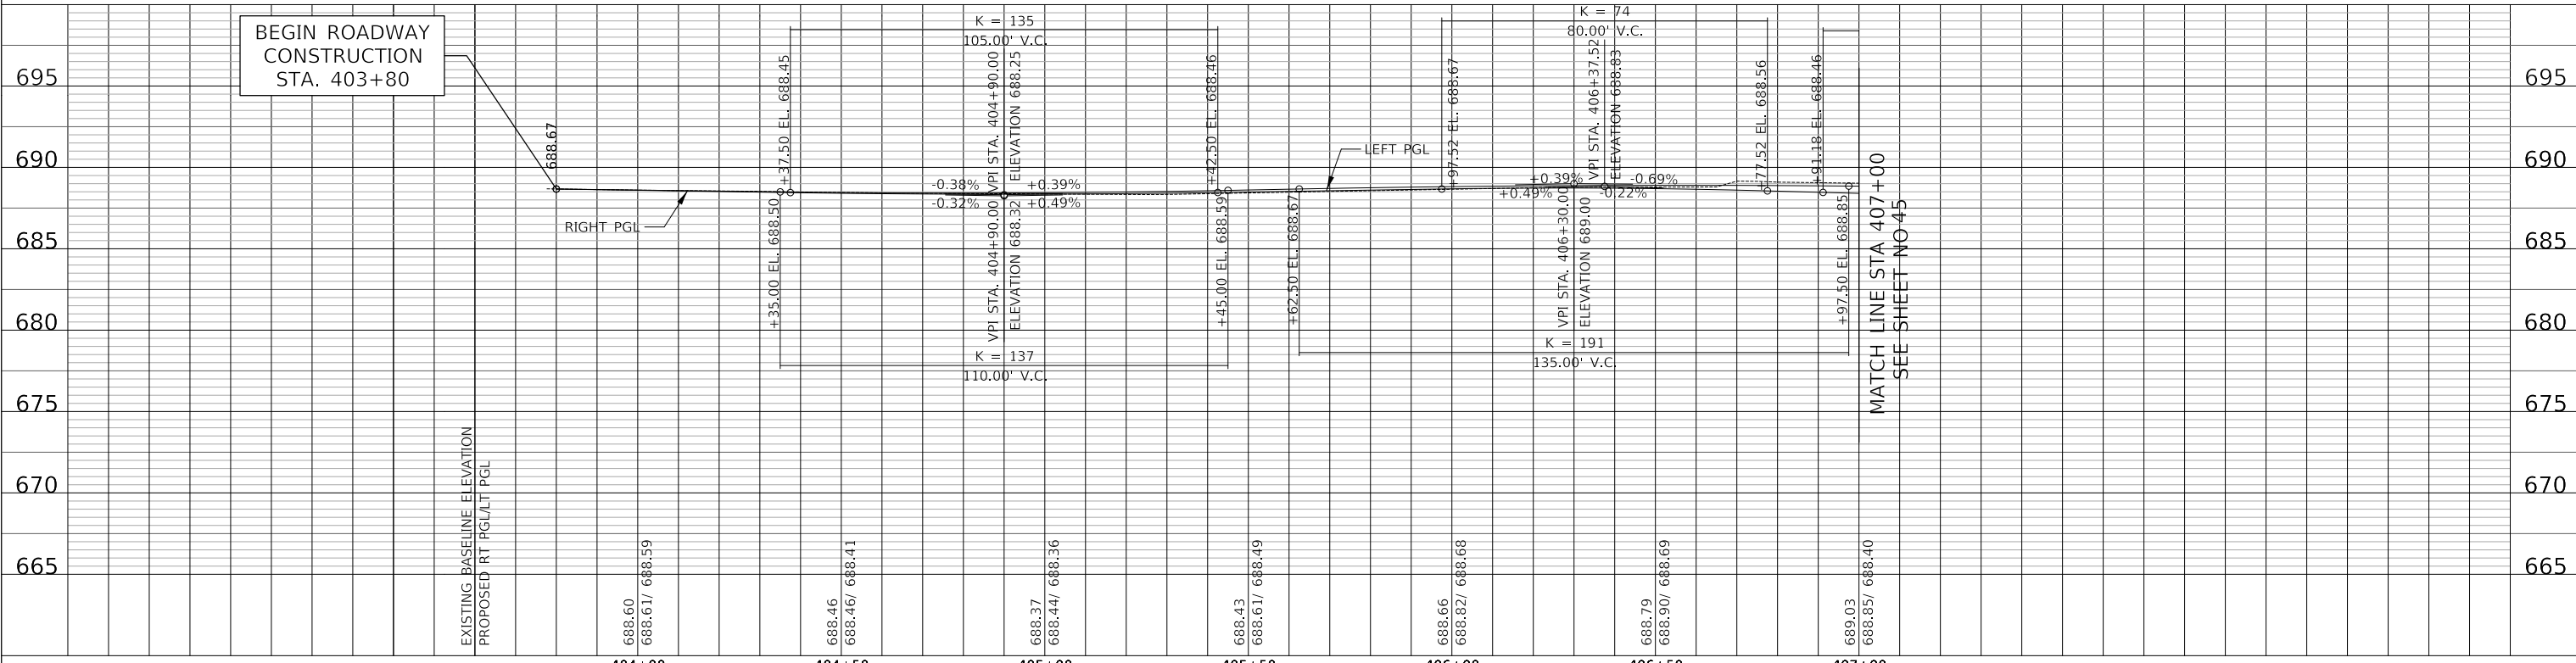 BEGIN ROADWAY
CONSTRUCTION
STA. 403+80
695
690
685
680
675
670
665
688.67
RIGHT PGL
LEFT PGL
K = 135
105.00' V.C.
+37.50 EL. 688.45
VPI STA. 404+90.00
ELEVATION 688.25
+42.50 EL. 688.46
-0.38%
+0.39%
-0.32%
+0.49%
+35.00 EL. 688.50
VPI STA. 404+90.00
ELEVATION 688.32
+45.00 EL. 688.59
K = 137
110.00' V.C.
K = 74
80.00' V.C.
+97.52 EL. 688.67
VPI STA. 406+37.52
ELEVATION 688.83
+77.52 EL. 688.56
+91.18 EL. 688.46
+0.39%
-0.69%
+0.49%
-0.22%
+62.50 EL. 688.67
VPI STA. 406+30.00
ELEVATION 689.00
+97.50 EL. 688.85
K = 191
135.00' V.C.
MATCH LINE STA 407+00
SEE SHEET NO 45
695
690
685
680
675
670
665
EXISTING BASELINE ELEVATION
PROPOSED RT PGL/LT PGL
688.60
688.61/ 688.59
688.46
688.46/ 688.41
688.37
688.44/ 688.36
688.43
688.61/ 688.49
688.66
688.82/ 688.68
688.79
688.90/ 688.69
689.03
688.85/ 688.40